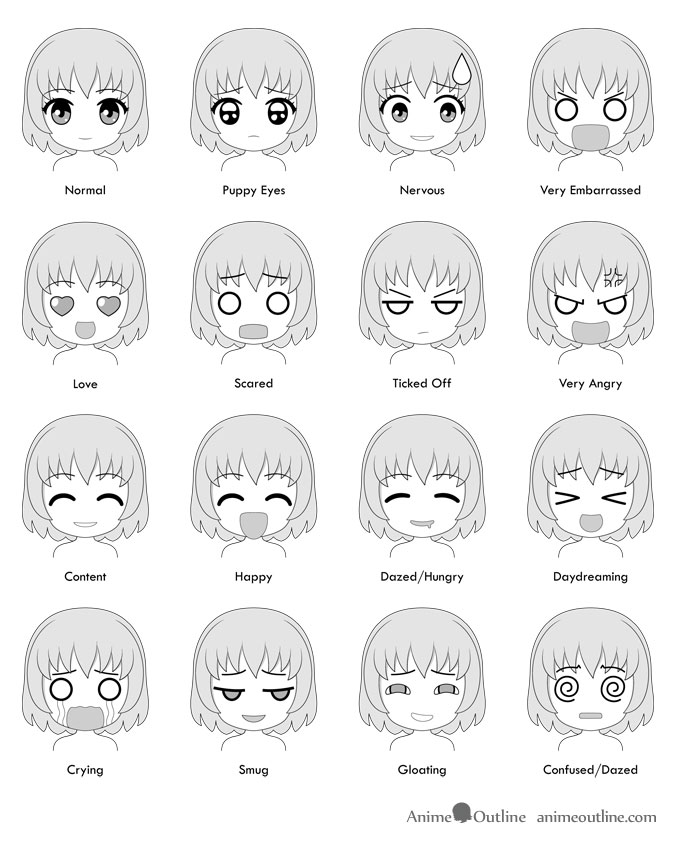 Normal
Puppy Eyes
Nervous
Very Embarrassed
Love
Scared
Ticked Off
Very Angry
Content
Happy
Dazed/Hungry
Daydreaming
Crying
Smug
Gloating
Confused/Dazed
Anime Outline animeoutline.com